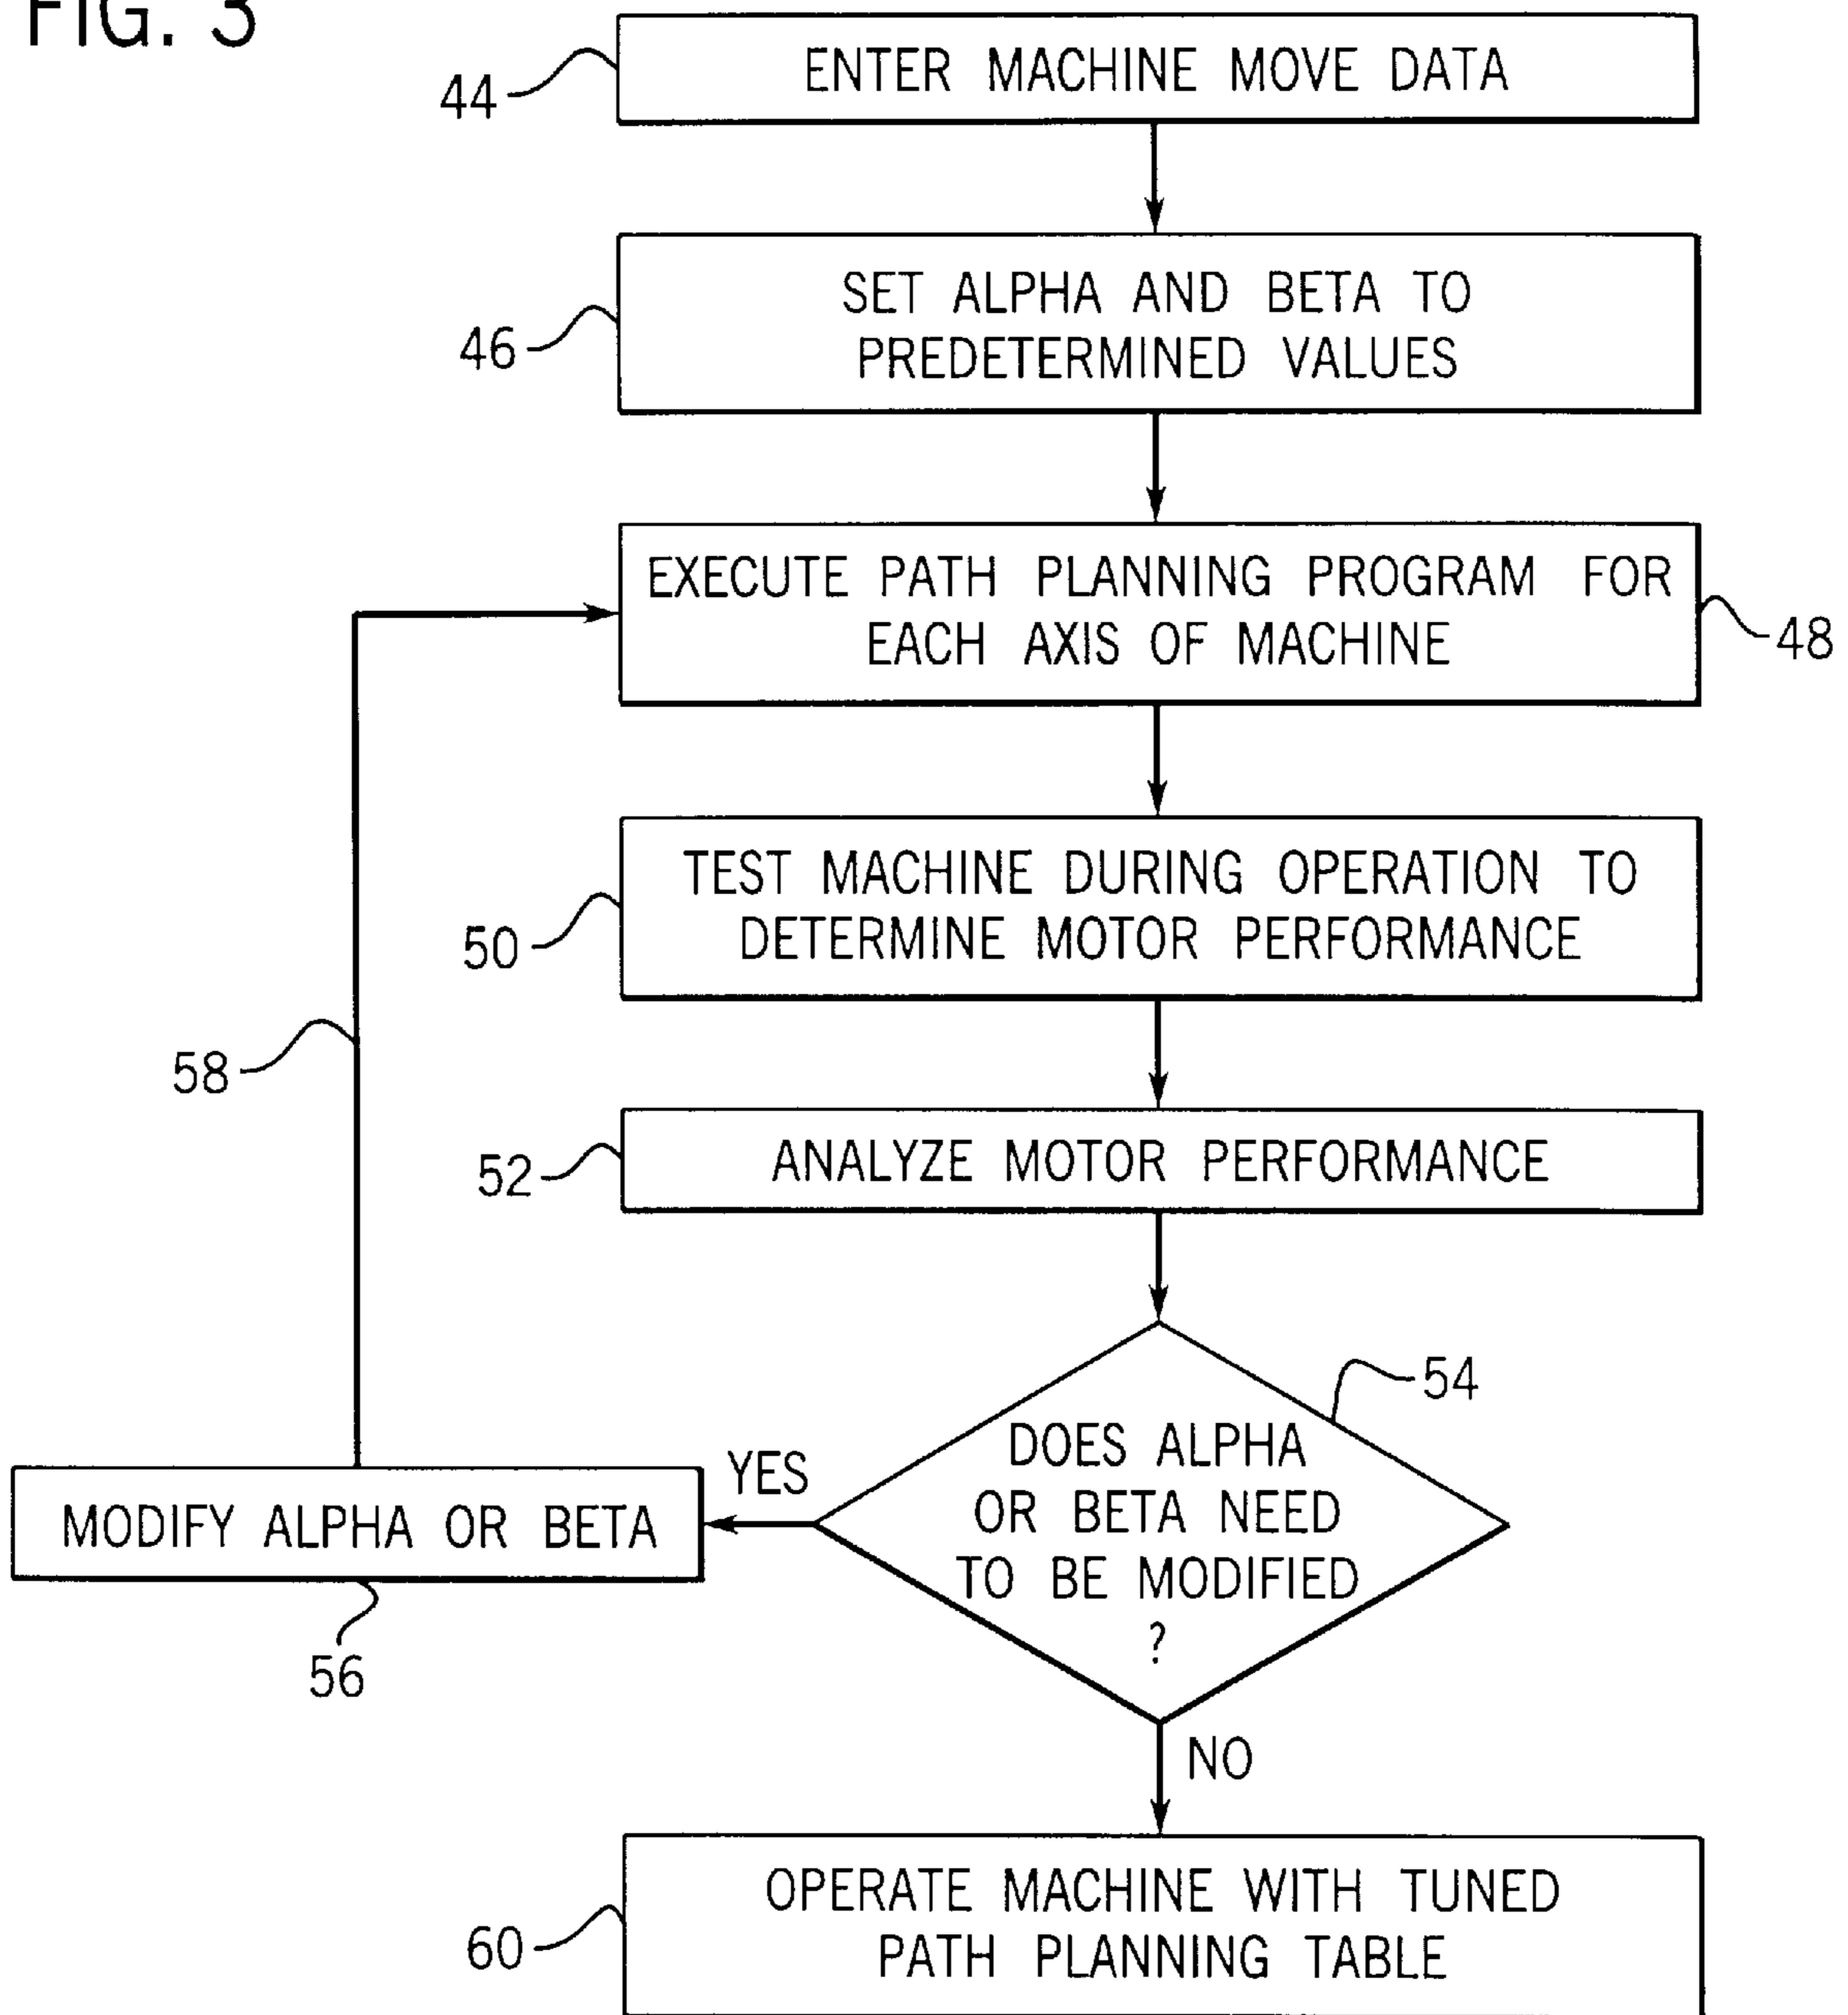 FIG. 3
ENTER MACHINE MOVE DATA
44
SET ALPHA AND BETA TO
PREDETERMINED VALUES
46
EXECUTE PATH PLANNING PROGRAM FOR
EACH AXIS OF MACHINE
48
TEST MACHINE DURING OPERATION TO
DETERMINE MOTOR PERFORMANCE
50
58
ANALYZE MOTOR PERFORMANCE
52
54
DOES ALPHA
OR BETA NEED
TO BE MODIFIED
?
YES
MODIFY ALPHA OR BETA
56
NO
OPERATE MACHINE WITH TUNED
PATH PLANNING TABLE
60